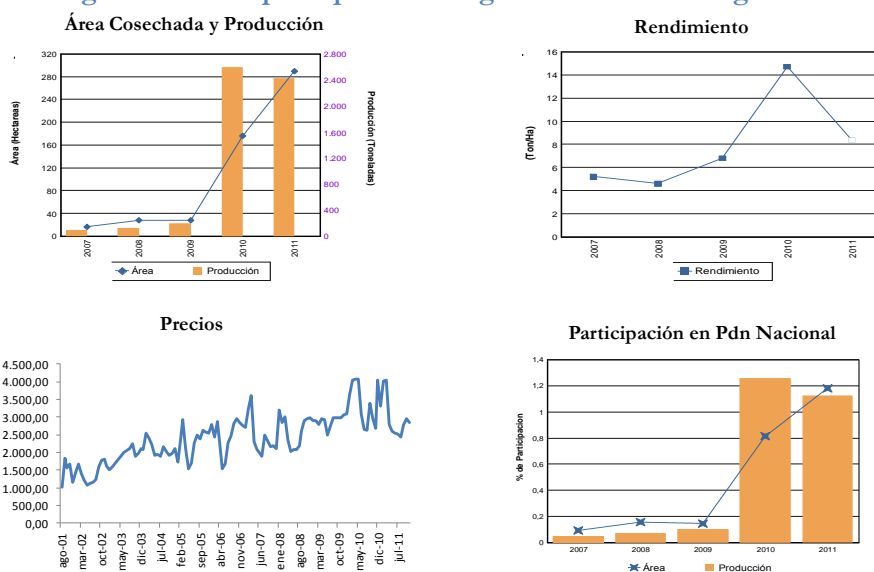 Área Cosechada y Producción
320
280
240
200
160
120
80
40
0
Área (Hectareas)
2.800
2.400
2.000
1.600
1.200
800
400
0
Producción (Toneladas)
2007
2008
2009
2010
2011
Área
Producción
Rendimiento
16
14
12
10
8
6
4
2
0
(Ton/Ha)
2007
2008
2009
2010
2011
Rendimiento
Precios
4.500,00
4.000,00
3.500,00
3.000,00
2.500,00
2.000,00
1.500,00
1.000,00
500,00
0,00
ago-01
mar-02
oct-02
may-03
dic-03
jul-04
feb-05
sep-05
abr-06
nov-06
jun-07
ene-08
ago-08
mar-09
oct-09
may-10
dic-10
jul-11
Participación en Pdn Nacional
1,4
1,2
1
0,8
0,6
0,4
0,2
0
% de Participacion
2007
2008
2009
2010
2011
Área
Producción